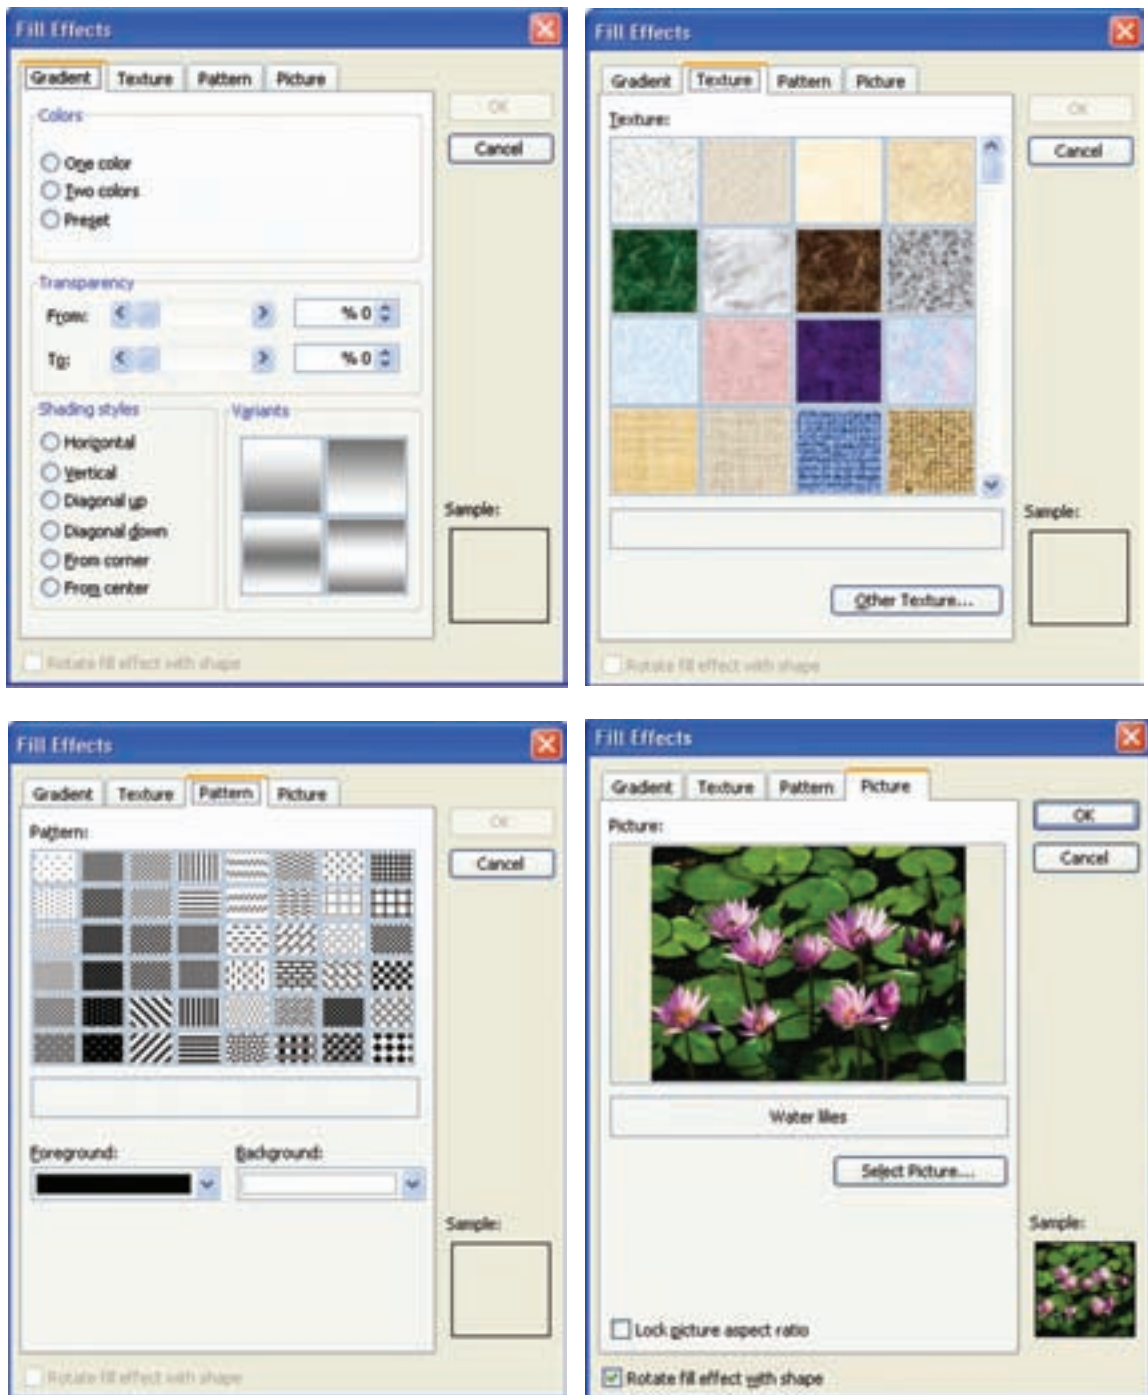 Fill Effects
Gradient Texture Pattern Picture
Colors
OK
Cancel
One color
Two colors
Preset
Transparency
From: % 0
To: % 0
Shading styles
Variants
Horizontal
Vertical
Diagonal up
Diagonal down
From corner
From center
Sample:
Rotate fill effect with shape
Fill Effects
Gradient Texture Pattern Picture
Texture:
OK
Cancel
Sample:
Other Texture...
Rotate fill effect with shape
Fill Effects
Gradient Texture Pattern Picture
Pattern:
OK
Cancel
Foreground: Background:
Sample:
Rotate fill effect with shape
Fill Effects
Gradient Texture Pattern Picture
Picture:
OK
Cancel
Water lilies
Select Picture...
Sample:
Lock picture aspect ratio
Rotate fill effect with shape